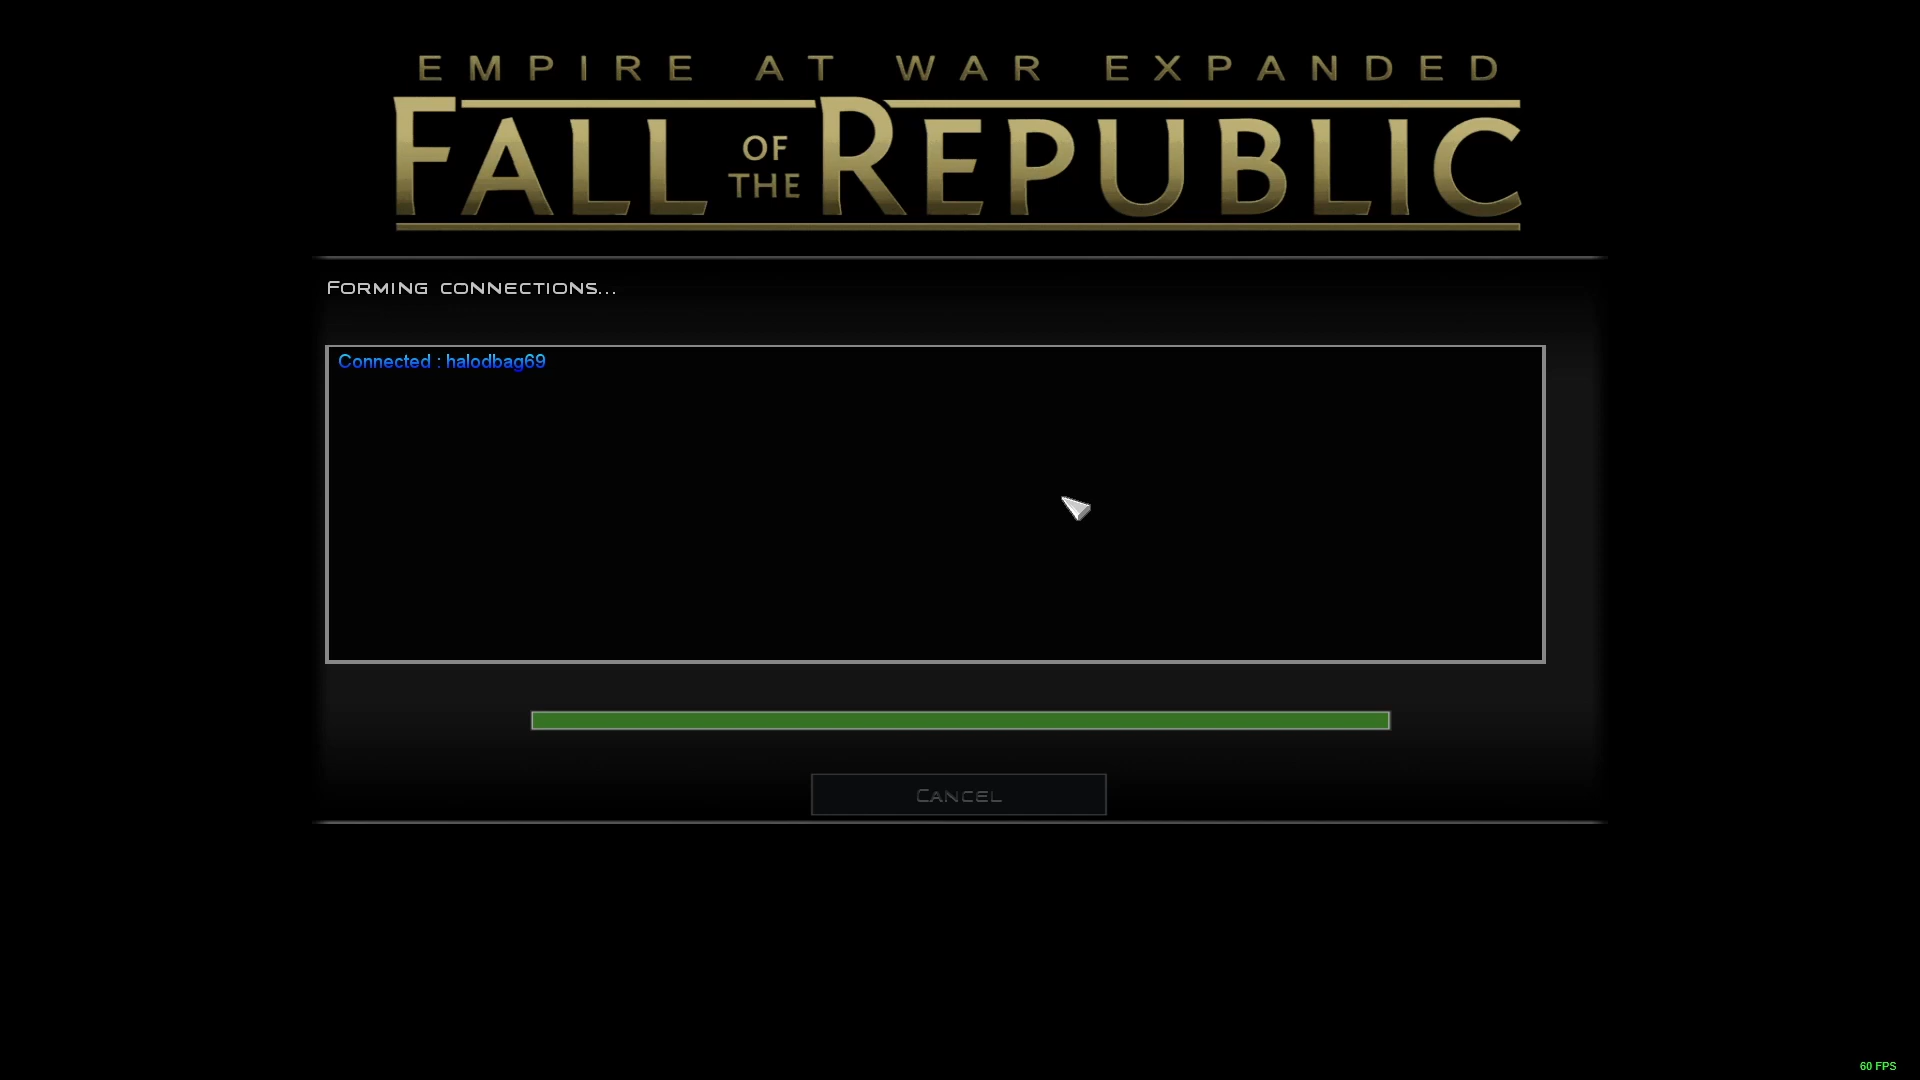 EMPIRE AT WAR EXPANDED
FALL OF THE REPUBLIC
FORMING CONNECTIONS...
Connected : halodbag69
CANCEL
60 FPS